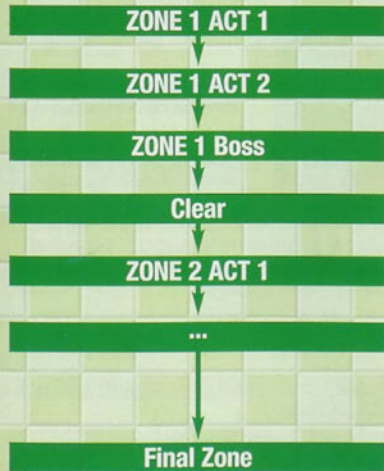 ZONE 1 ACT 1
ZONE 1 ACT 2
ZONE 1 Boss
Clear
ZONE 2 ACT 1
...
Final Zone